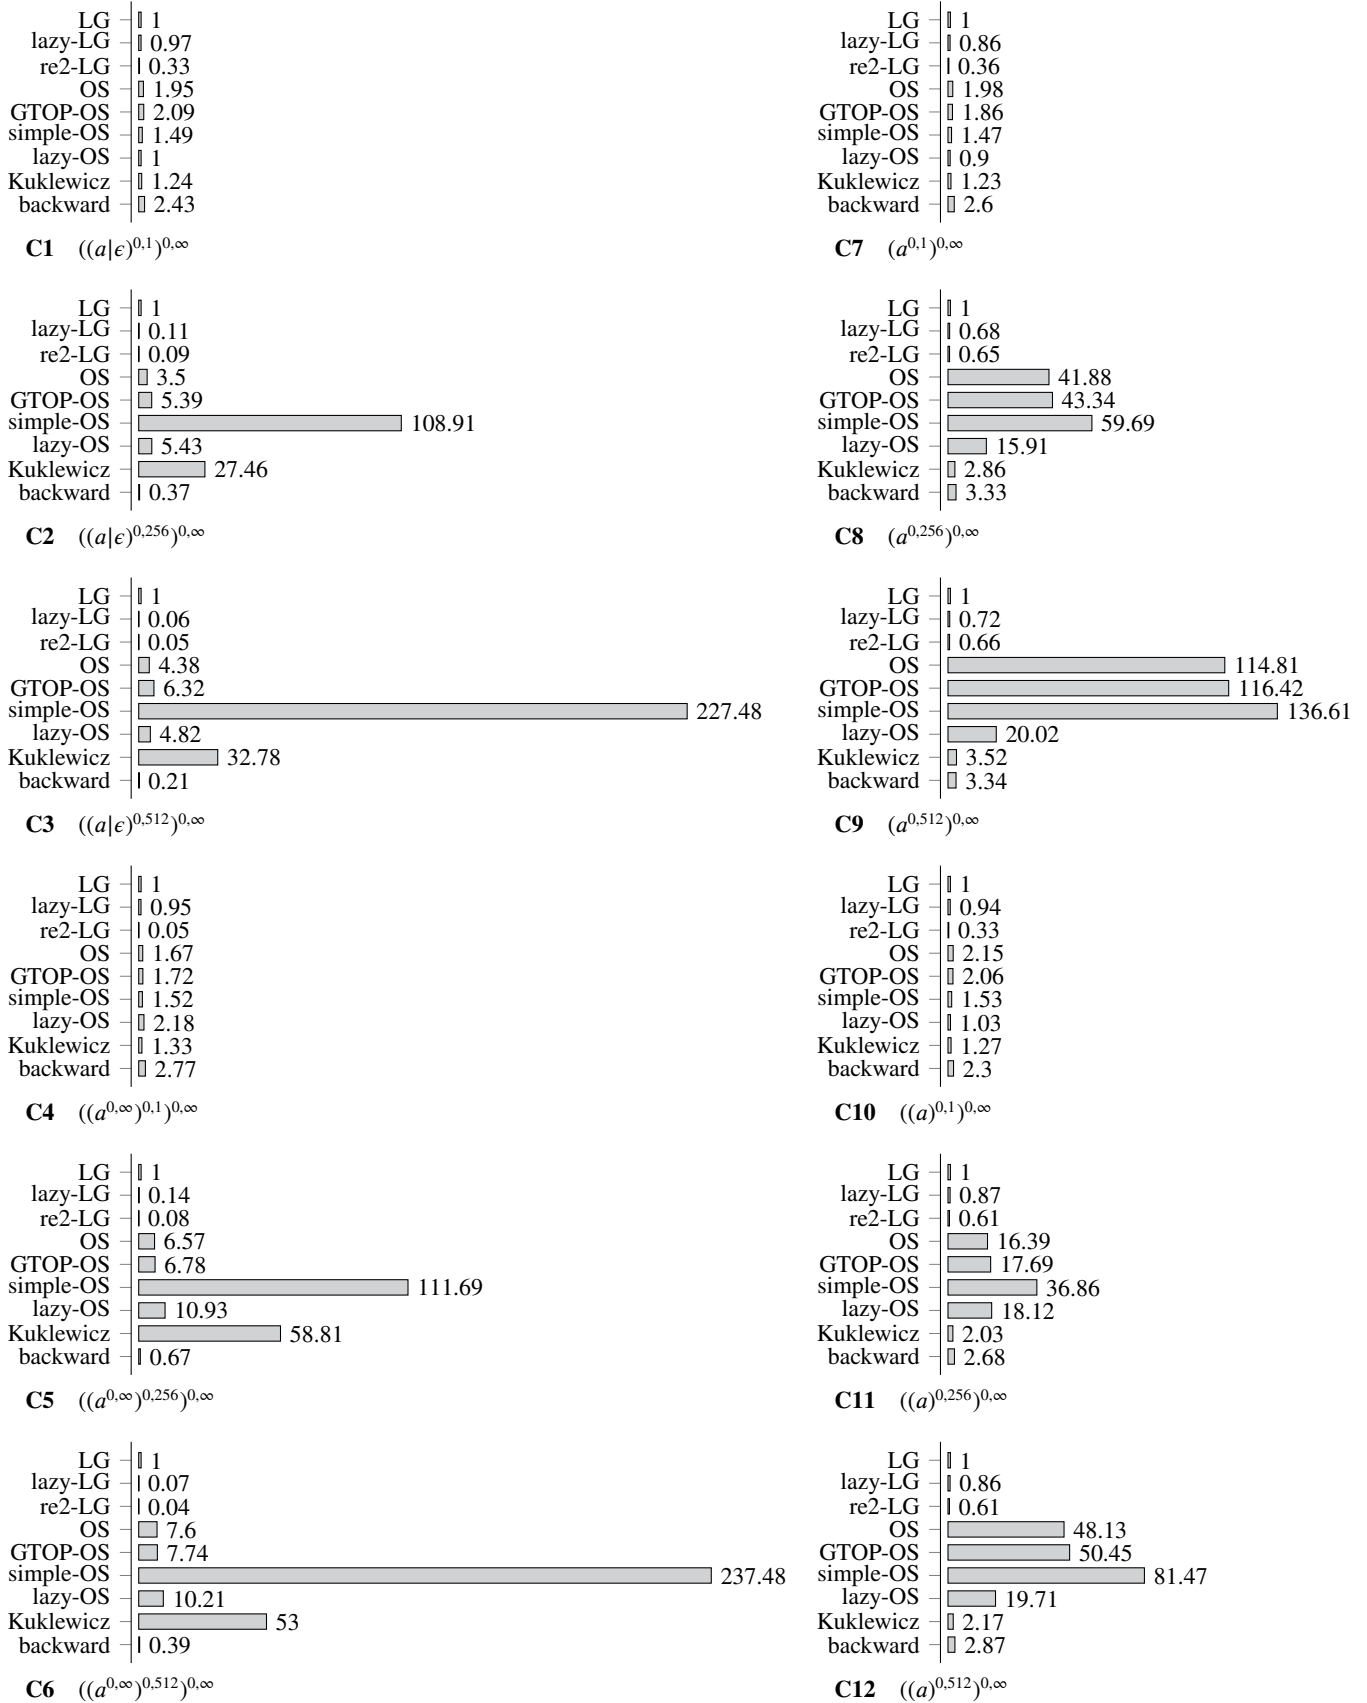 LG 1
lazy-LG 0.97
re2-LG 0.33
OS 1.95
GTOP-OS 2.09
simple-OS 1.49
lazy-OS 1
Kuklewicz 1.24
backward 2.43
C1 ((a|ϵ)^{0,1})^{0,∞}
LG 1
lazy-LG 0.11
re2-LG 0.09
OS 3.5
GTOP-OS 5.39
simple-OS 108.91
lazy-OS 5.43
Kuklewicz 27.46
backward 0.37
C2 ((a|ϵ)^{0,256})^{0,∞}
LG 1
lazy-LG 0.06
re2-LG 0.05
OS 4.38
GTOP-OS 6.32
simple-OS 227.48
lazy-OS 4.82
Kuklewicz 32.78
backward 0.21
C3 ((a|ϵ)^{0,512})^{0,∞}
LG 1
lazy-LG 0.95
re2-LG 0.05
OS 1.67
GTOP-OS 1.72
simple-OS 1.52
lazy-OS 2.18
Kuklewicz 1.33
backward 2.77
C4 ((a^{0,∞})^{0,1})^{0,∞}
LG 1
lazy-LG 0.14
re2-LG 0.08
OS 6.57
GTOP-OS 6.78
simple-OS 111.69
lazy-OS 10.93
Kuklewicz 58.81
backward 0.67
C5 ((a^{0,∞})^{0,256})^{0,∞}
LG 1
lazy-LG 0.07
re2-LG 0.04
OS 7.6
GTOP-OS 7.74
simple-OS 237.48
lazy-OS 10.21
Kuklewicz 53
backward 0.39
C6 ((a^{0,∞})^{0,512})^{0,∞}
LG 1
lazy-LG 0.86
re2-LG 0.36
OS 1.98
GTOP-OS 1.86
simple-OS 1.47
lazy-OS 0.9
Kuklewicz 1.23
backward 2.6
C7 (a^{0,1})^{0,∞}
LG 1
lazy-LG 0.68
re2-LG 0.65
OS 41.88
GTOP-OS 43.34
simple-OS 59.69
lazy-OS 15.91
Kuklewicz 2.86
backward 3.33
C8 (a^{0,256})^{0,∞}
LG 1
lazy-LG 0.72
re2-LG 0.66
OS 114.81
GTOP-OS 116.42
simple-OS 136.61
lazy-OS 20.02
Kuklewicz 3.52
backward 3.34
C9 (a^{0,512})^{0,∞}
LG 1
lazy-LG 0.94
re2-LG 0.33
OS 2.15
GTOP-OS 2.06
simple-OS 1.53
lazy-OS 1.03
Kuklewicz 1.27
backward 2.3
C10 ((a)^{0,1})^{0,∞}
LG 1
lazy-LG 0.87
re2-LG 0.61
OS 16.39
GTOP-OS 17.69
simple-OS 36.86
lazy-OS 18.12
Kuklewicz 2.03
backward 2.68
C11 ((a)^{0,256})^{0,∞}
LG 1
lazy-LG 0.86
re2-LG 0.61
OS 48.13
GTOP-OS 50.45
simple-OS 81.47
lazy-OS 19.71
Kuklewicz 2.17
backward 2.87
C12 ((a)^{0,512})^{0,∞}